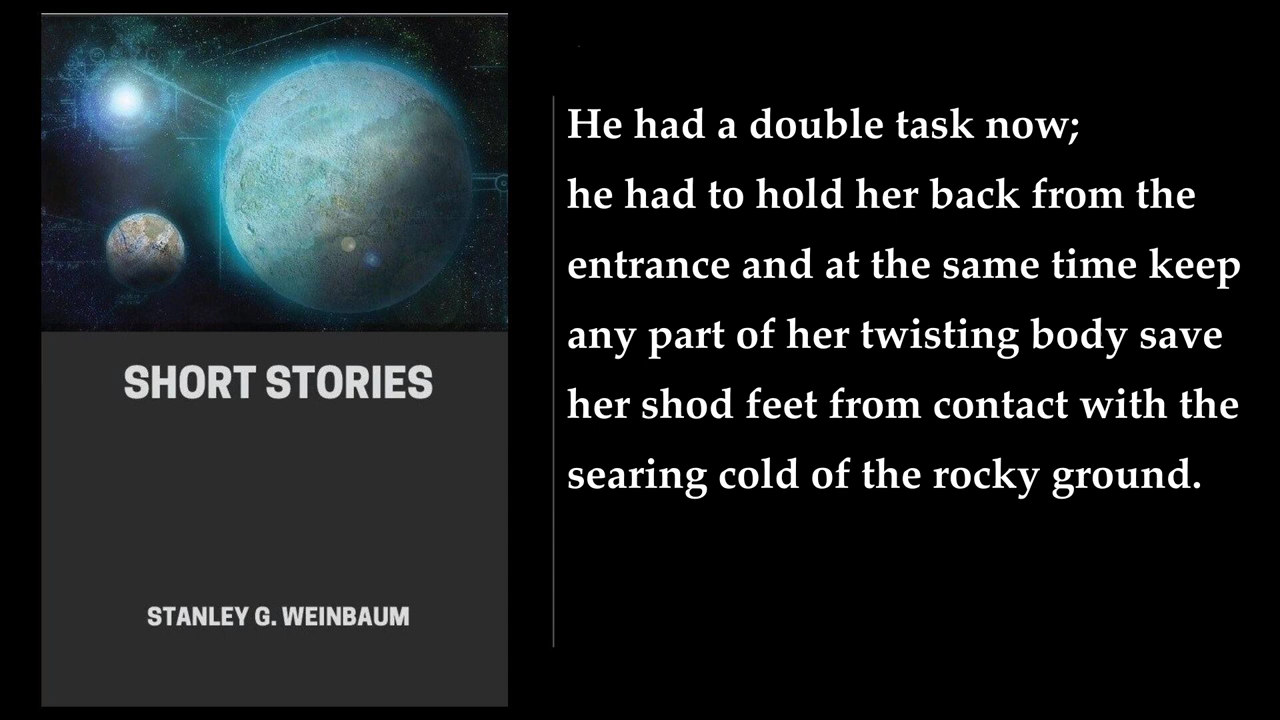 SHORT STORIES
STANLEY G. WEINBAUM
He had a double task now;
he had to hold her back from the
entrance and at the same time keep
any part of her twisting body save
her shod feet from contact with the
searing cold of the rocky ground.